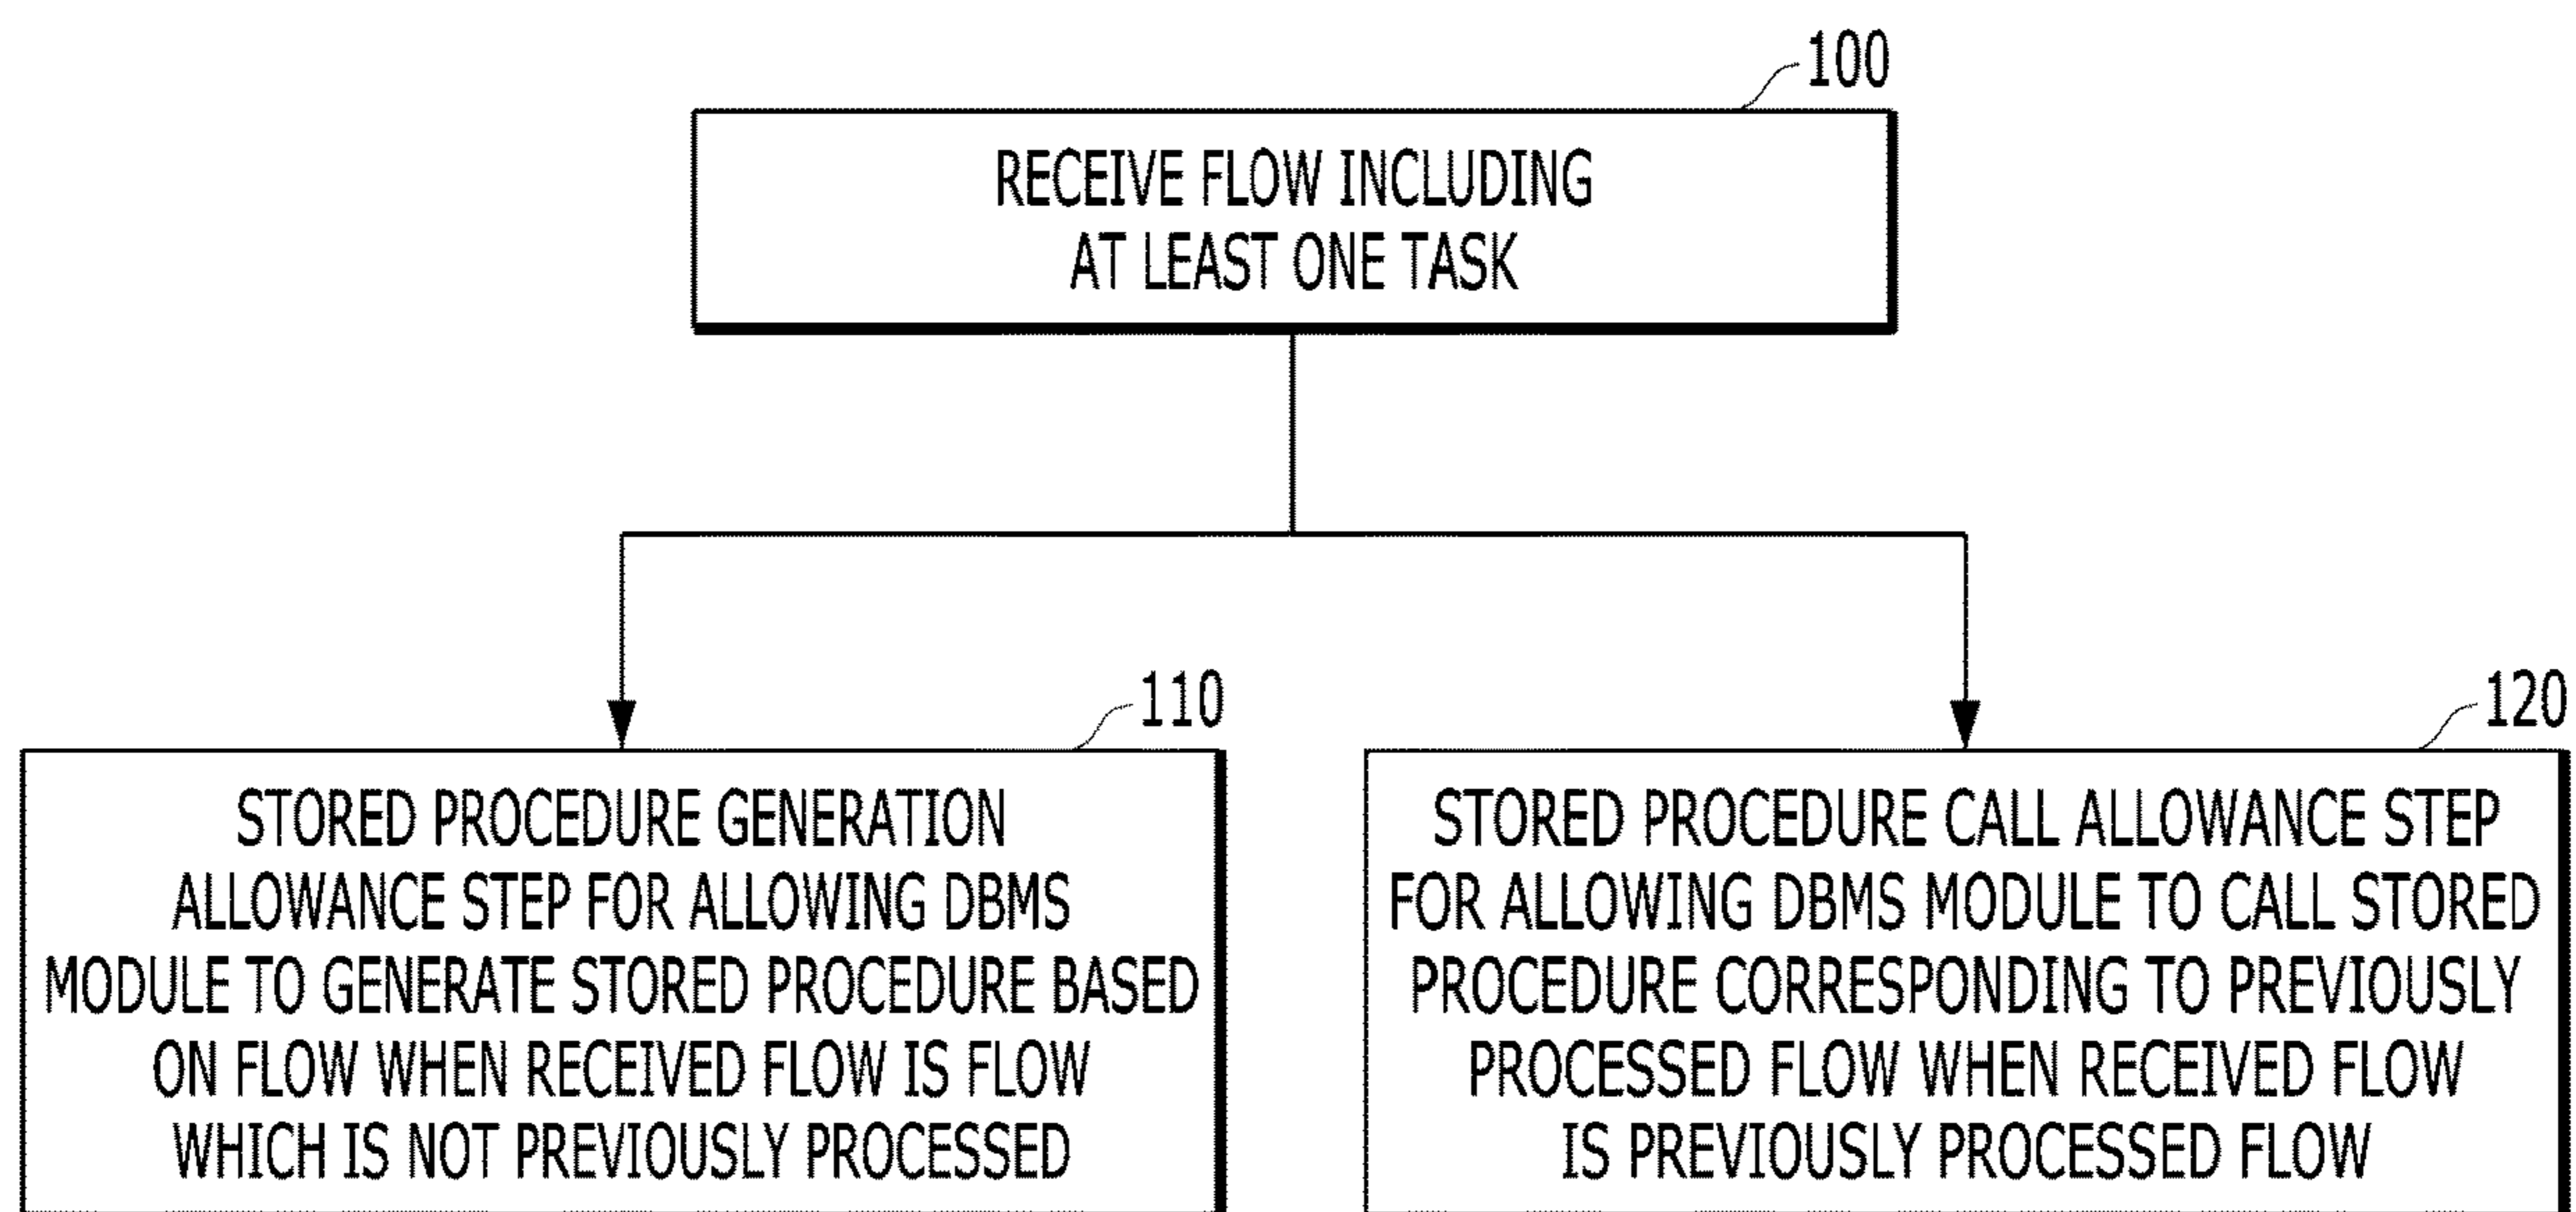 100
RECEIVE FLOW INCLUDING
AT LEAST ONE TASK
110
STORED PROCEDURE GENERATION
ALLOWANCE STEP FOR ALLOWING DBMS
MODULE TO GENERATE STORED PROCEDURE BASED
ON FLOW WHEN RECEIVED FLOW IS FLOW
WHICH IS NOT PREVIOUSLY PROCESSED
120
STORED PROCEDURE CALL ALLOWANCE STEP
FOR ALLOWING DBMS MODULE TO CALL STORED
PROCEDURE CORRESPONDING TO PREVIOUSLY
PROCESSED FLOW WHEN RECEIVED FLOW
IS PREVIOUSLY PROCESSED FLOW